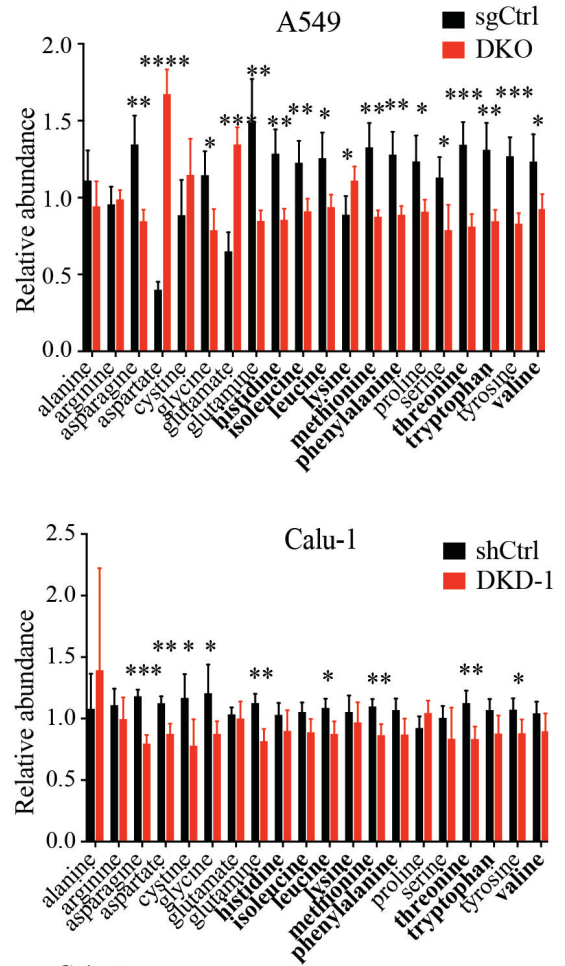 A549
sgCtrl
DKO
Relative abundance
2.0
1.5
1.0
0.5
0.0
**
****
*
***
**
**
**
*
*
**
**
*
*
***
**
***
*
alanine
arginine
asparagine
aspartate
cystine
glycine
glutamate
glutamine
histidine
isoleucine
leucine
lysine
methionine
phenylalanine
proline
serine
threonine
tryptophan
tyrosine
valine
Calu-1
shCtrl
DKD-1
Relative abundance
2.5
2.0
1.5
1.0
0.5
0.0
***
**
*
*
**
*
**
**
*
alanine
arginine
asparagine
aspartate
cystine
glycine
glutamate
glutamine
histidine
isoleucine
leucine
lysine
methionine
phenylalanine
proline
serine
threonine
tryptophan
tyrosine
valine